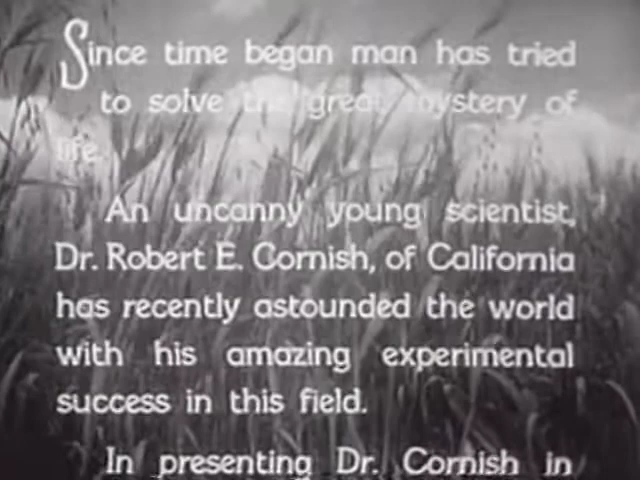 Since time began man has tried
to solve the great mystery of
life.
An uncanny young scientist,
Dr. Robert E. Cornish, of California
has recently astounded the world
with his amazing experimental
success in this field.
In presenting Dr. Cornish in